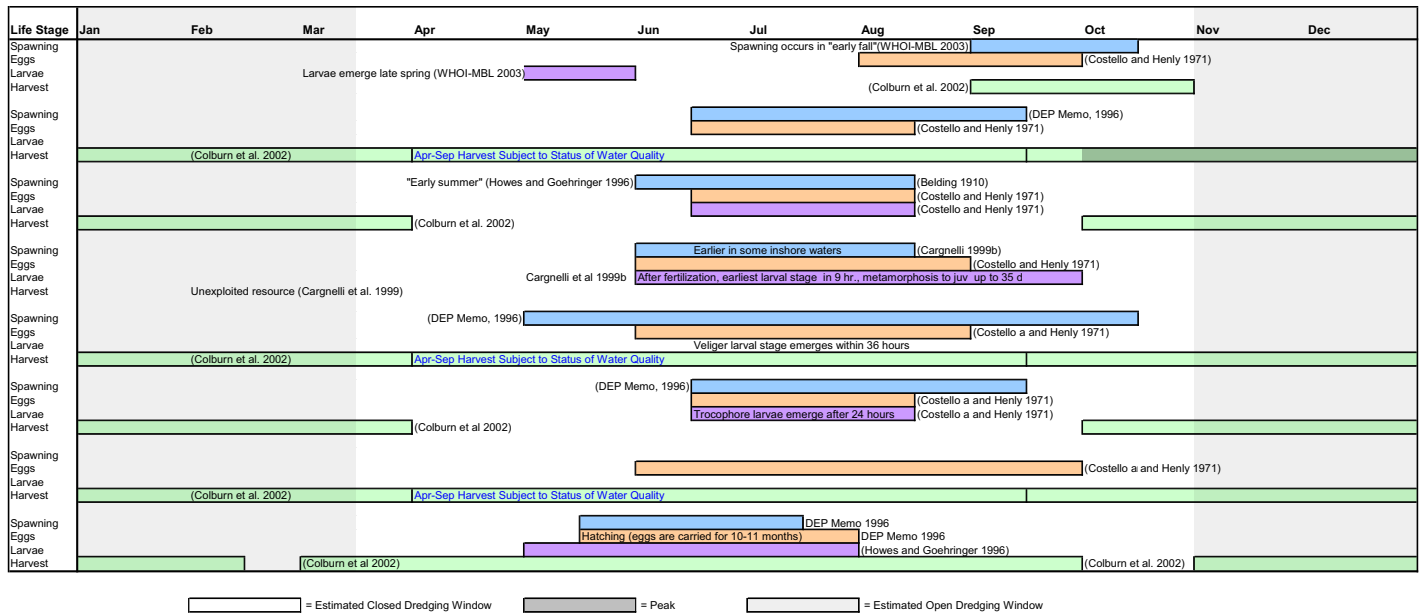 Life Stage Jan Feb Mar Apr May Jun Jul Aug Sep Oct Nov Dec
Spawning Spawning occurs in "early fall"(WHOI-MBL 2003)
Eggs (Costello and Henly 1971)
Larvae Larvae emerge late spring (WHOI-MBL 2003)
Harvest (Colburn et al. 2002)
Spawning (DEP Memo, 1996)
Eggs (Costello and Henly 1971)
Larvae
Harvest (Colburn et al. 2002) Apr-Sep Harvest Subject to Status of Water Quality
Spawning "Early summer" (Howes and Goehringer 1996) (Belding 1910)
Eggs (Costello and Henly 1971)
Larvae (Costello and Henly 1971)
Harvest (Colburn et al. 2002)
Spawning Earlier in some inshore waters (Cargnelli 1999b)
Eggs (Costello and Henly 1971)
Larvae Cargnelli et al 1999b After fertilization, earliest larval stage in 9 hr., metamorphosis to juv up to 35 d
Harvest Unexploited resource (Cargnelli et al. 1999)
Spawning (DEP Memo, 1996)
Eggs (Costello a and Henly 1971)
Larvae Veliger larval stage emerges within 36 hours
Harvest (Colburn et al. 2002) Apr-Sep Harvest Subject to Status of Water Quality
Spawning (DEP Memo, 1996)
Eggs (Costello a and Henly 1971)
Larvae Trocophore larvae emerge after 24 hours (Costello a and Henly 1971)
Harvest (Colburn et al 2002)
Spawning
Eggs (Costello a and Henly 1971)
Larvae
Harvest (Colburn et al. 2002) Apr-Sep Harvest Subject to Status of Water Quality
Spawning DEP Memo 1996
Eggs Hatching (eggs are carried for 10-11 months) DEP Memo 1996
Larvae (Howes and Goehringer 1996)
Harvest (Colburn et al 2002) (Colburn et al. 2002)
= Estimated Closed Dredging Window = Peak = Estimated Open Dredging Window